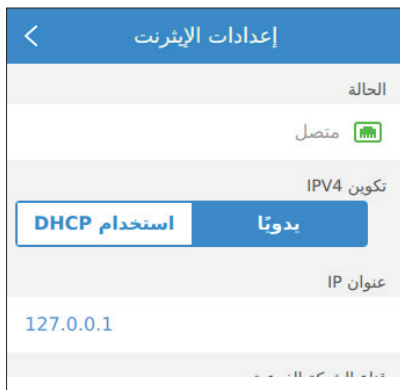 إعدادات الإيثرنت
الحالة
متصل
تكوين IPV4
يدويًا
استخدام DHCP
عنوان IP
127.0.0.1